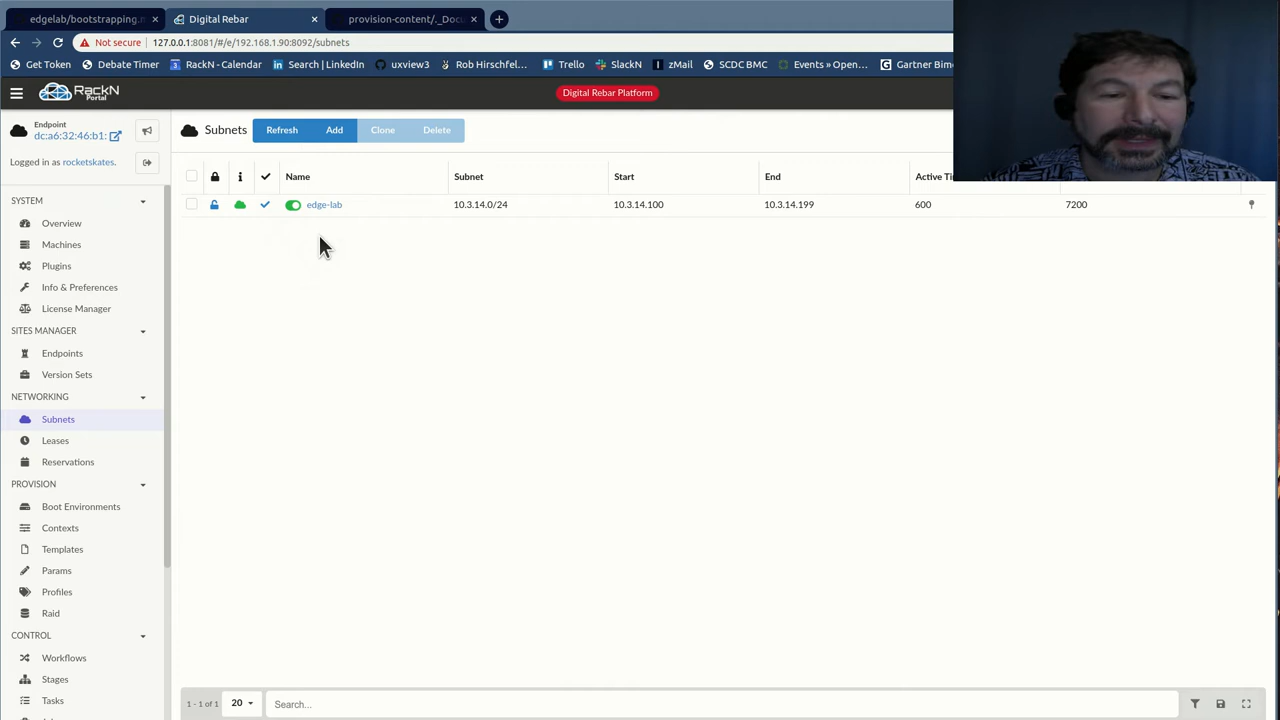 edgelab/bootstrapping.m
Digital Rebar
provision-content/._Docu
Not secure
127.0.0.1:8081/#/e/192.168.1.90:8092/subnets
Get Token
Debate Timer
RackN - Calendar
Search | LinkedIn
uxview3
Rob Hirschfel...
Trello
SlackN
zMail
SCDC BMC
Events » Open...
Gartner Bimo
RackN
Portal
Digital Rebar Platform
Endpoint
dc:a6:32:46:b1:
Logged in as rocketskates.
Subnets
Refresh
Add
Clone
Delete
Name
Subnet
Start
End
Active Ti
edge-lab
10.3.14.0/24
10.3.14.100
10.3.14.199
600
7200
SYSTEM
Overview
Machines
Plugins
Info & Preferences
License Manager
SITES MANAGER
Endpoints
Version Sets
NETWORKING
Subnets
Leases
Reservations
PROVISION
Boot Environments
Contexts
Templates
Params
Profiles
Raid
CONTROL
Workflows
Stages
Tasks
1 - 1 of 1
20
Search...